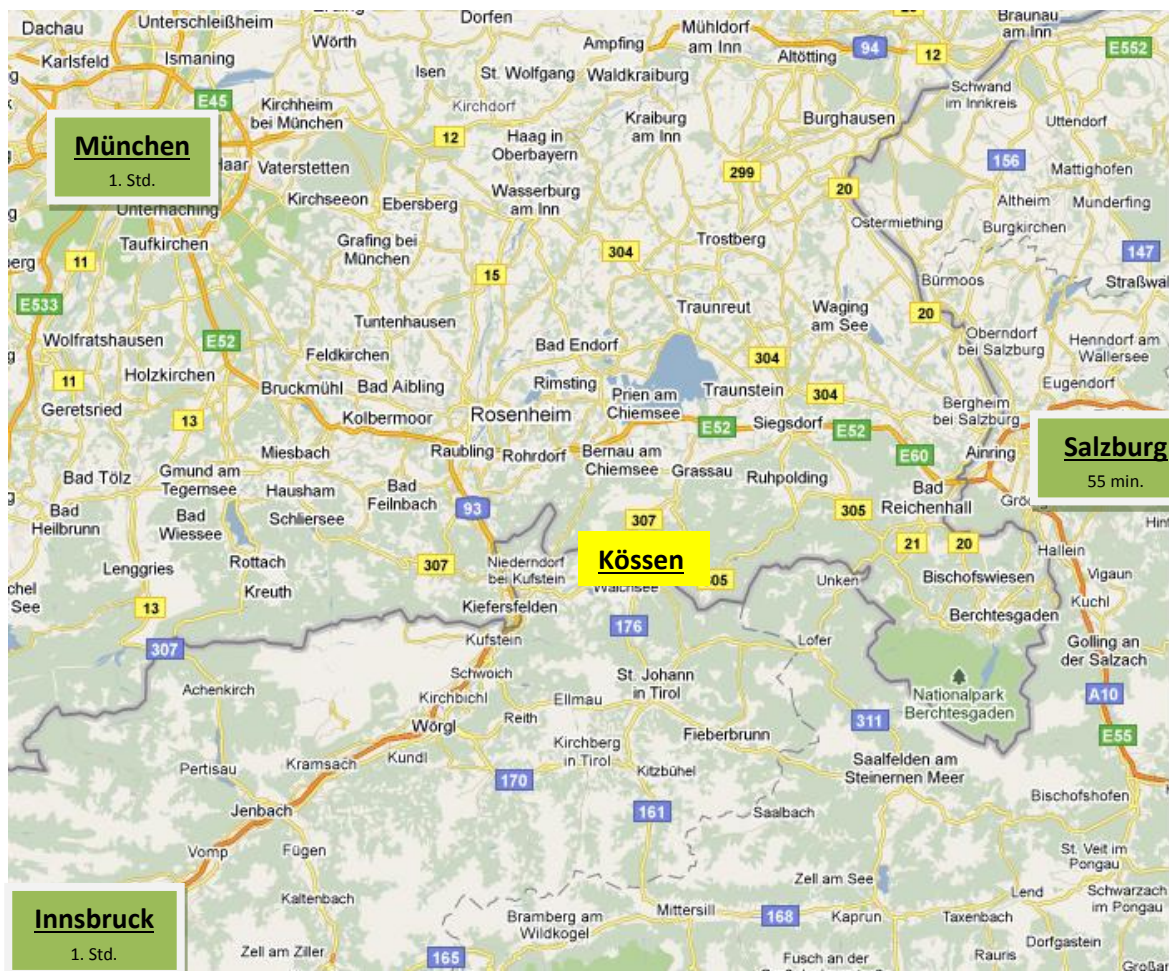 Dachau
Unterschleißheim
Dorfen
Mühldorf
am Inn
Braunau
am Inn
Karlsfeld
Ismaning
Wörth
Ampfing
Altötting
94
12
E552
Isen
St. Wolfgang
Waldkraiburg
Schwand
im Innkreis
E45
Kirchheim
bei München
Kirchdorf
Kraiburg
am Inn
Burghausen
Uttendorf
München
1. Std.
12
Haag in
Oberbayern
156
Mattighofen
Haar
Vaterstetten
299
20
Kirchseeon
Ebersberg
Wasserburg
am Inn
Altheim
Munderfing
Unterhaching
Ostermiething
Burgkirchen
Taufkirchen
Grafing bei
München
304
Trostberg
147
11
15
Bürmoos
E533
Traunreut
Waging
am See
20
Wolfratshausen
E52
Tuntenhausen
Bad Endorf
Oberndorf
bei Salzburg
Henndorf am
Wallersee
Feldkirchen
304
11
Holzkirchen
Bruckmühl
Bad Aibling
Rimsting
Prien am
Chiemsee
Traunstein
304
Eugendorf
Geretsried
13
Kolbermoor
Rosenheim
E52
Siegsdorf
E52
Bergheim
bei Salzburg
Miesbach
Raubling
Rohrdorf
Bernau am
Chiemsee
Grassau
Ruhpolding
E60
Ainring
Salzburg
55 min.
Bad Tölz
Gmund am
Tegernsee
Hausham
Bad
Feilnbach
Bad
Reichenhall
Bad
Heilbrunn
Bad
Wiessee
Schliersee
93
307
305
Lenggries
Rottach
307
Niederndorf
bei Kufstein
Kössen
21
20
Hallein
Kreuth
Walchsee
305
Unken
Bischofswiesen
Vigaun
13
Kiefersfelden
Berchtesgaden
Kuchl
307
Kufstein
176
Lofer
Golling an
der Salzach
Achenkirch
Schwoich
St. Johann
in Tirol
Nationalpark
Berchtesgaden
A10
Kirchbichl
Ellmau
Wörgl
Reith
311
E55
Kramsach
Kundl
Kirchberg
in Tirol
Fieberbrunn
Saalfelden am
Steinernen Meer
Pertisau
170
Kitzbühel
Bischofshofen
Jenbach
161
Saalbach
Vomp
Fügen
St. Veit im
Pongau
Kaltenbach
Zell am See
Lend
Schwarzach
im Pongau
Innsbruck
1. Std.
Bramberg am
Wildkogel
Mittersill
168
Kaprun
Taxenbach
Zell am Ziller
165
Fusch an der
Rauris
Dorfgastein